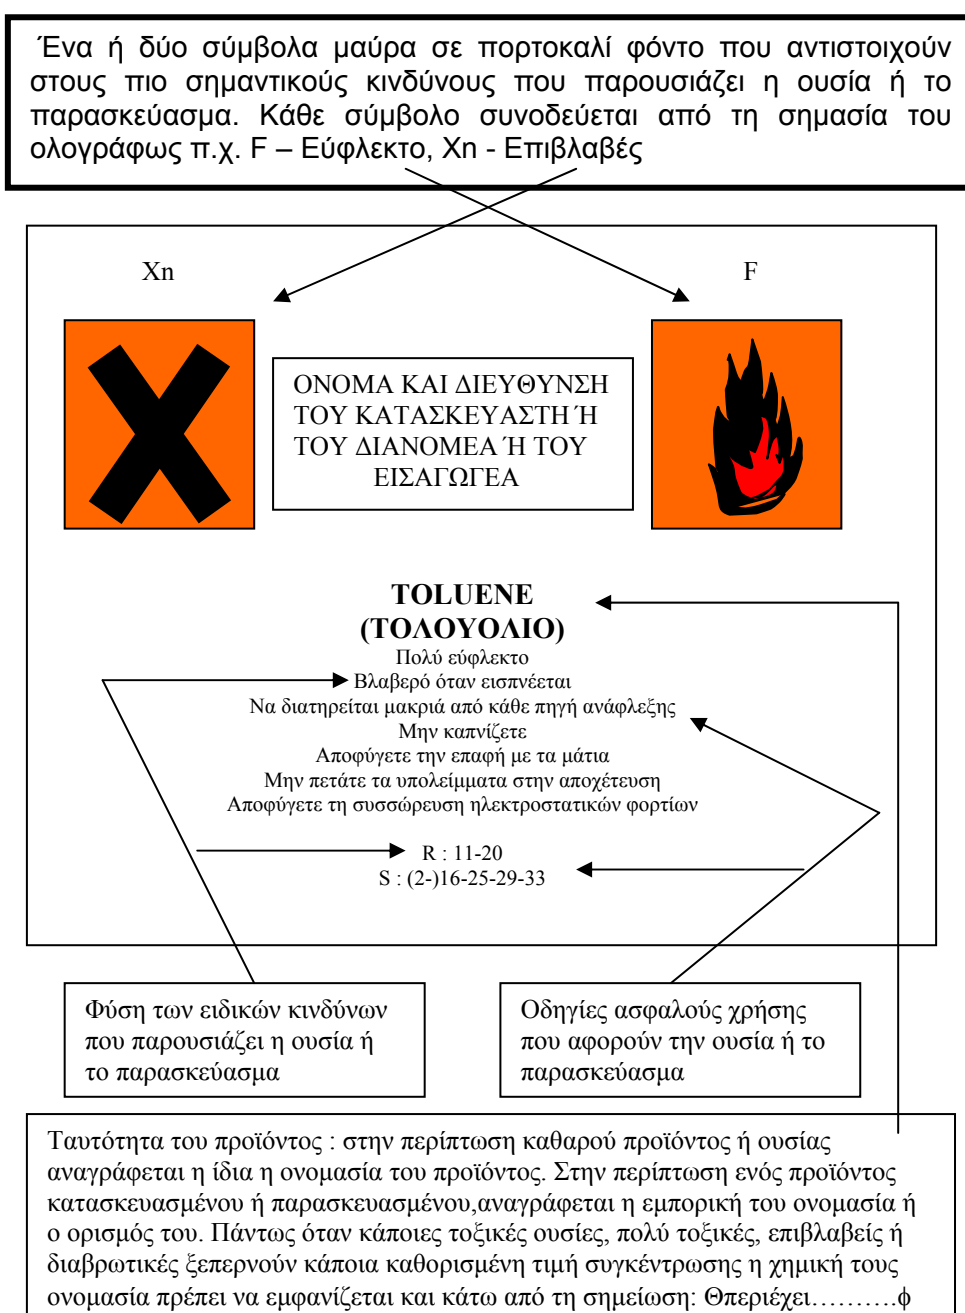 Ένα ή δύο σύμβολα μαύρα σε πορτοκαλί φόντο που αντιστοιχούν
στους πιο σημαντικούς κινδύνους που παρουσιάζει η ουσία ή το
παρασκεύασμα. Κάθε σύμβολο συνοδεύεται από τη σημασία του
ολογράφως π.χ. F – Εύφλεκτο, Xn - Επιβλαβές
Xn
F
ΟΝΟΜΑ ΚΑΙ ΔΙΕΥΘΥΝΣΗ
ΤΟΥ ΚΑΤΑΣΚΕΥΑΣΤΗ Ή
ΤΟΥ ΔΙΑΝΟΜΕΑ Ή ΤΟΥ
ΕΙΣΑΓΩΓΕΑ
TOLUENE
(ΤΟΛΟΥΟΛΙΟ)
Πολύ εύφλεκτο
Βλαβερό όταν εισπνέεται
Να διατηρείται μακριά από κάθε πηγή ανάφλεξης
Μην καπνίζετε
Αποφύγετε την επαφή με τα μάτια
Μην πετάτε τα υπολείμματα στην αποχέτευση
Αποφύγετε τη συσσώρευση ηλεκτροστατικών φορτίων
R : 11-20
S : (2-)16-25-29-33
Φύση των ειδικών κινδύνων
που παρουσιάζει η ουσία ή
το παρασκεύασμα
Οδηγίες ασφαλούς χρήσης
που αφορούν την ουσία ή το
παρασκεύασμα
Ταυτότητα του προϊόντος : στην περίπτωση καθαρού προϊόντος ή ουσίας
αναγράφεται η ίδια η ονομασία του προϊόντος. Στην περίπτωση ενός προϊόντος
κατασκευασμένου ή παρασκευασμένου,αναγράφεται η εμπορική του ονομασία ή
ο ορισμός του. Πάντως όταν κάποιες τοξικές ουσίες, πολύ τοξικές, επιβλαβείς ή
διαβρωτικές ξεπερνούν κάποια καθορισμένη τιμή συγκέντρωσης η χημική τους
ονομασία πρέπει να εμφανίζεται και κάτω από τη σημείωση: Θπεριέχει……….φ